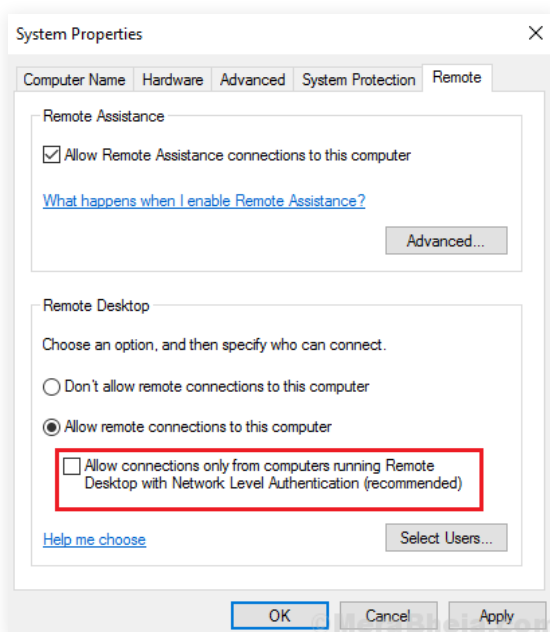 System Properties
Computer Name Hardware Advanced System Protection Remote
Remote Assistance
Allow Remote Assistance connections to this computer
What happens when I enable Remote Assistance?
Advanced...
Remote Desktop
Choose an option, and then specify who can connect.
Don't allow remote connections to this computer
Allow remote connections to this computer
Allow connections only from computers running Remote
Desktop with Network Level Authentication (recommended)
Help me choose
Select Users...
OK Cancel Apply
©MeraBheja.com